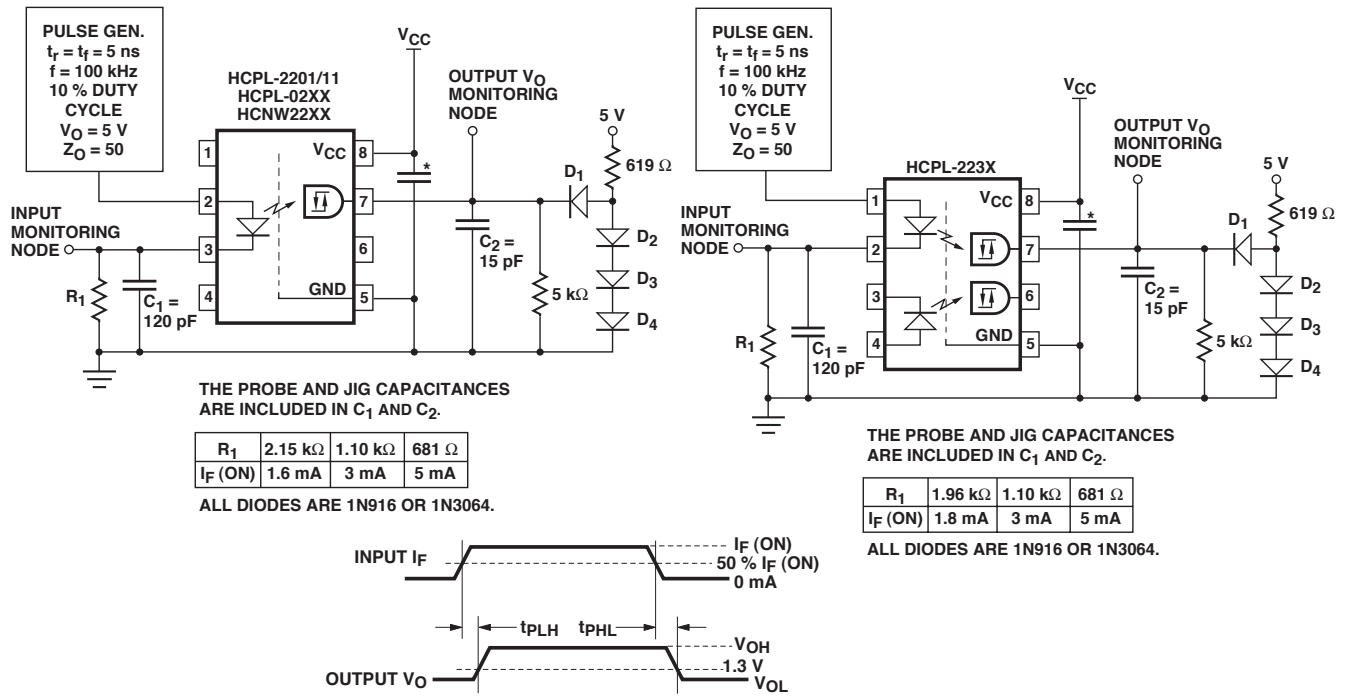 PULSE GEN.
tr = tf = 5 ns
f = 100 kHz
10 % DUTY
CYCLE
VO = 5 V
ZO = 50
HCPL-2201/11
HCPL-02XX
HCNW22XX
VCC
OUTPUT VO
MONITORING
NODE
5 V
619 Ω
D1
D2
D3
D4
1
2
3
4
VCC 8
7
6
GND 5
*
INPUT
MONITORING
NODE
R1
C1 =
120 pF
C2 =
15 pF
5 kΩ
THE PROBE AND JIG CAPACITANCES
ARE INCLUDED IN C1 AND C2.
R1 2.15 kΩ 1.10 kΩ 681 Ω
IF (ON) 1.6 mA 3 mA 5 mA
ALL DIODES ARE 1N916 OR 1N3064.
PULSE GEN.
tr = tf = 5 ns
f = 100 kHz
10 % DUTY
CYCLE
VO = 5 V
ZO = 50
HCPL-223X
VCC
OUTPUT VO
MONITORING
NODE
5 V
619 Ω
D1
D2
D3
D4
1
2
3
4
VCC 8
7
6
GND 5
*
INPUT
MONITORING
NODE
R1
C1 =
120 pF
C2 =
15 pF
5 kΩ
THE PROBE AND JIG CAPACITANCES
ARE INCLUDED IN C1 AND C2.
R1 1.96 kΩ 1.10 kΩ 681 Ω
IF (ON) 1.8 mA 3 mA 5 mA
ALL DIODES ARE 1N916 OR 1N3064.
INPUT IF
IF (ON)
50 % IF (ON)
0 mA
tPLH tPHL
OUTPUT VO
VOH
1.3 V
VOL